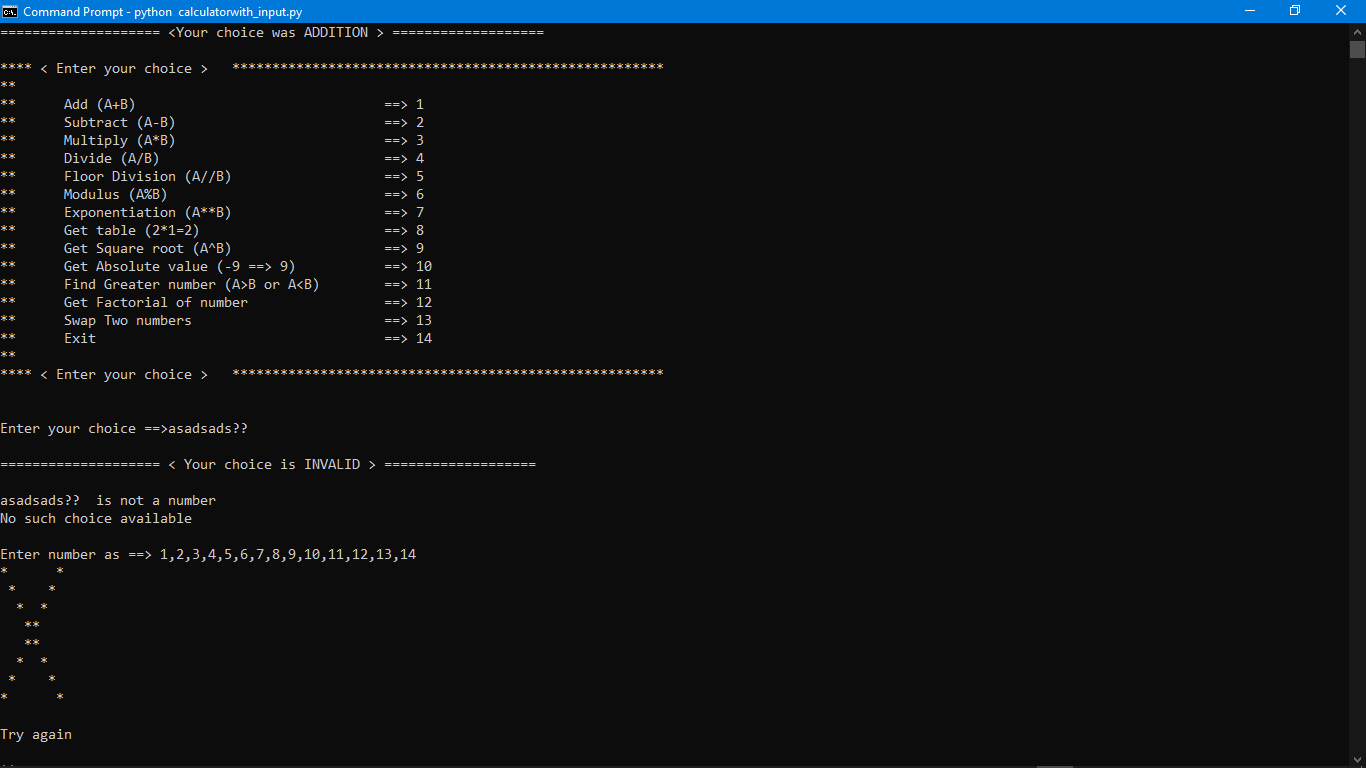 Command Prompt - python  calculatorwith_input.py
==================== <Your choice was ADDITION > ===================
**** < Enter your choice >   ******************************************************
**
**      Add (A+B)                               ==> 1
**      Subtract (A-B)                          ==> 2
**      Multiply (A*B)                          ==> 3
**      Divide (A/B)                            ==> 4
**      Floor Division (A//B)                   ==> 5
**      Modulus (A%B)                           ==> 6
**      Exponentiation (A**B)                   ==> 7
**      Get table (2*1=2)                       ==> 8
**      Get Square root (A^B)                   ==> 9
**      Get Absolute value (-9 ==> 9)           ==> 10
**      Find Greater number (A>B or A<B)        ==> 11
**      Get Factorial of number                 ==> 12
**      Swap Two numbers                        ==> 13
**      Exit                                    ==> 14
**
**** < Enter your choice >   ******************************************************
Enter your choice ==>asadsads??
==================== < Your choice is INVALID > ===================
asadsads??  is not a number
No such choice available
Enter number as ==> 1,2,3,4,5,6,7,8,9,10,11,12,13,14
*      *
 *    *
  *  *
   **
   **
  *  *
 *    *
*      *
Try again